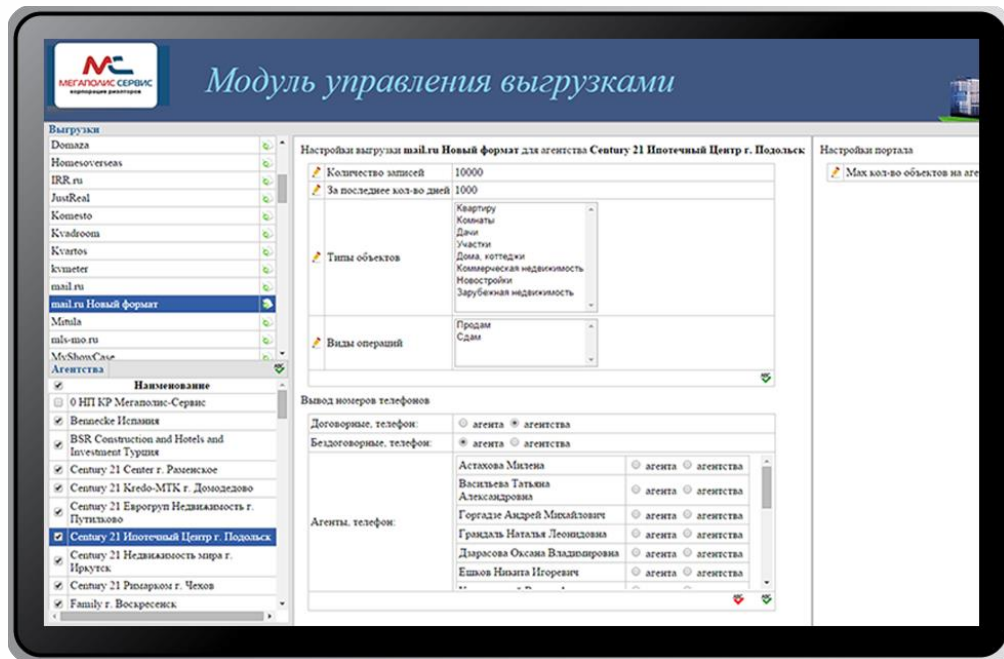 МЕГАПОЛИС СЕРВИС
корпорация риэлторов
Модуль управления выгрузками
Выгрузки
Domaza
Homesoverseas
IRR.ru
JustReal
Komesto
Kvadroom
Kvartos
kvmeter
mail.ru
mail.ru Новый формат
Mitula
mls-mo.ru
MyShowCase
Агентства
Наименование
0 НП КР Мегаполис-Сервис
Bennecke Испания
BSR Construction and Hotels and
Investment Турция
Century 21 Center г. Раменское
Century 21 Kredo-МТК г. Домодедово
Century 21 Еврогруп Недвижимость г.
Путилково
Century 21 Ипотечный Центр г. Подольск
Century 21 Недвижимость мира г.
Иркутск
Century 21 Римарком г. Чехов
Family г. Воскресенск
Настройки выгрузки mail.ru Новый формат для агентства Century 21 Ипотечный Центр г. Подольск
Количество записей 10000
За последнее кол-во дней 1000
Типы объектов
Квартиру
Комнаты
Дачи
Участки
Дома, коттеджи
Коммерческая недвижимость
Новостройки
Зарубежная недвижимость
Виды операций
Продам
Сдам
Вывод номеров телефонов
Договорные, телефон: агента агентства
Бездоговорные, телефон: агента агентства
Агенты, телефон:
Астахова Милена агента агентства
Васильева Татьяна
Александровна агента агентства
Горгадзе Андрей Михайлович агента агентства
Грандаль Наталья Леонидовна агента агентства
Дзарасова Оксана Владимировна агента агентства
Ешков Никита Игоревич агента агентства
Настройки портала
Мах кол-во объектов на аге